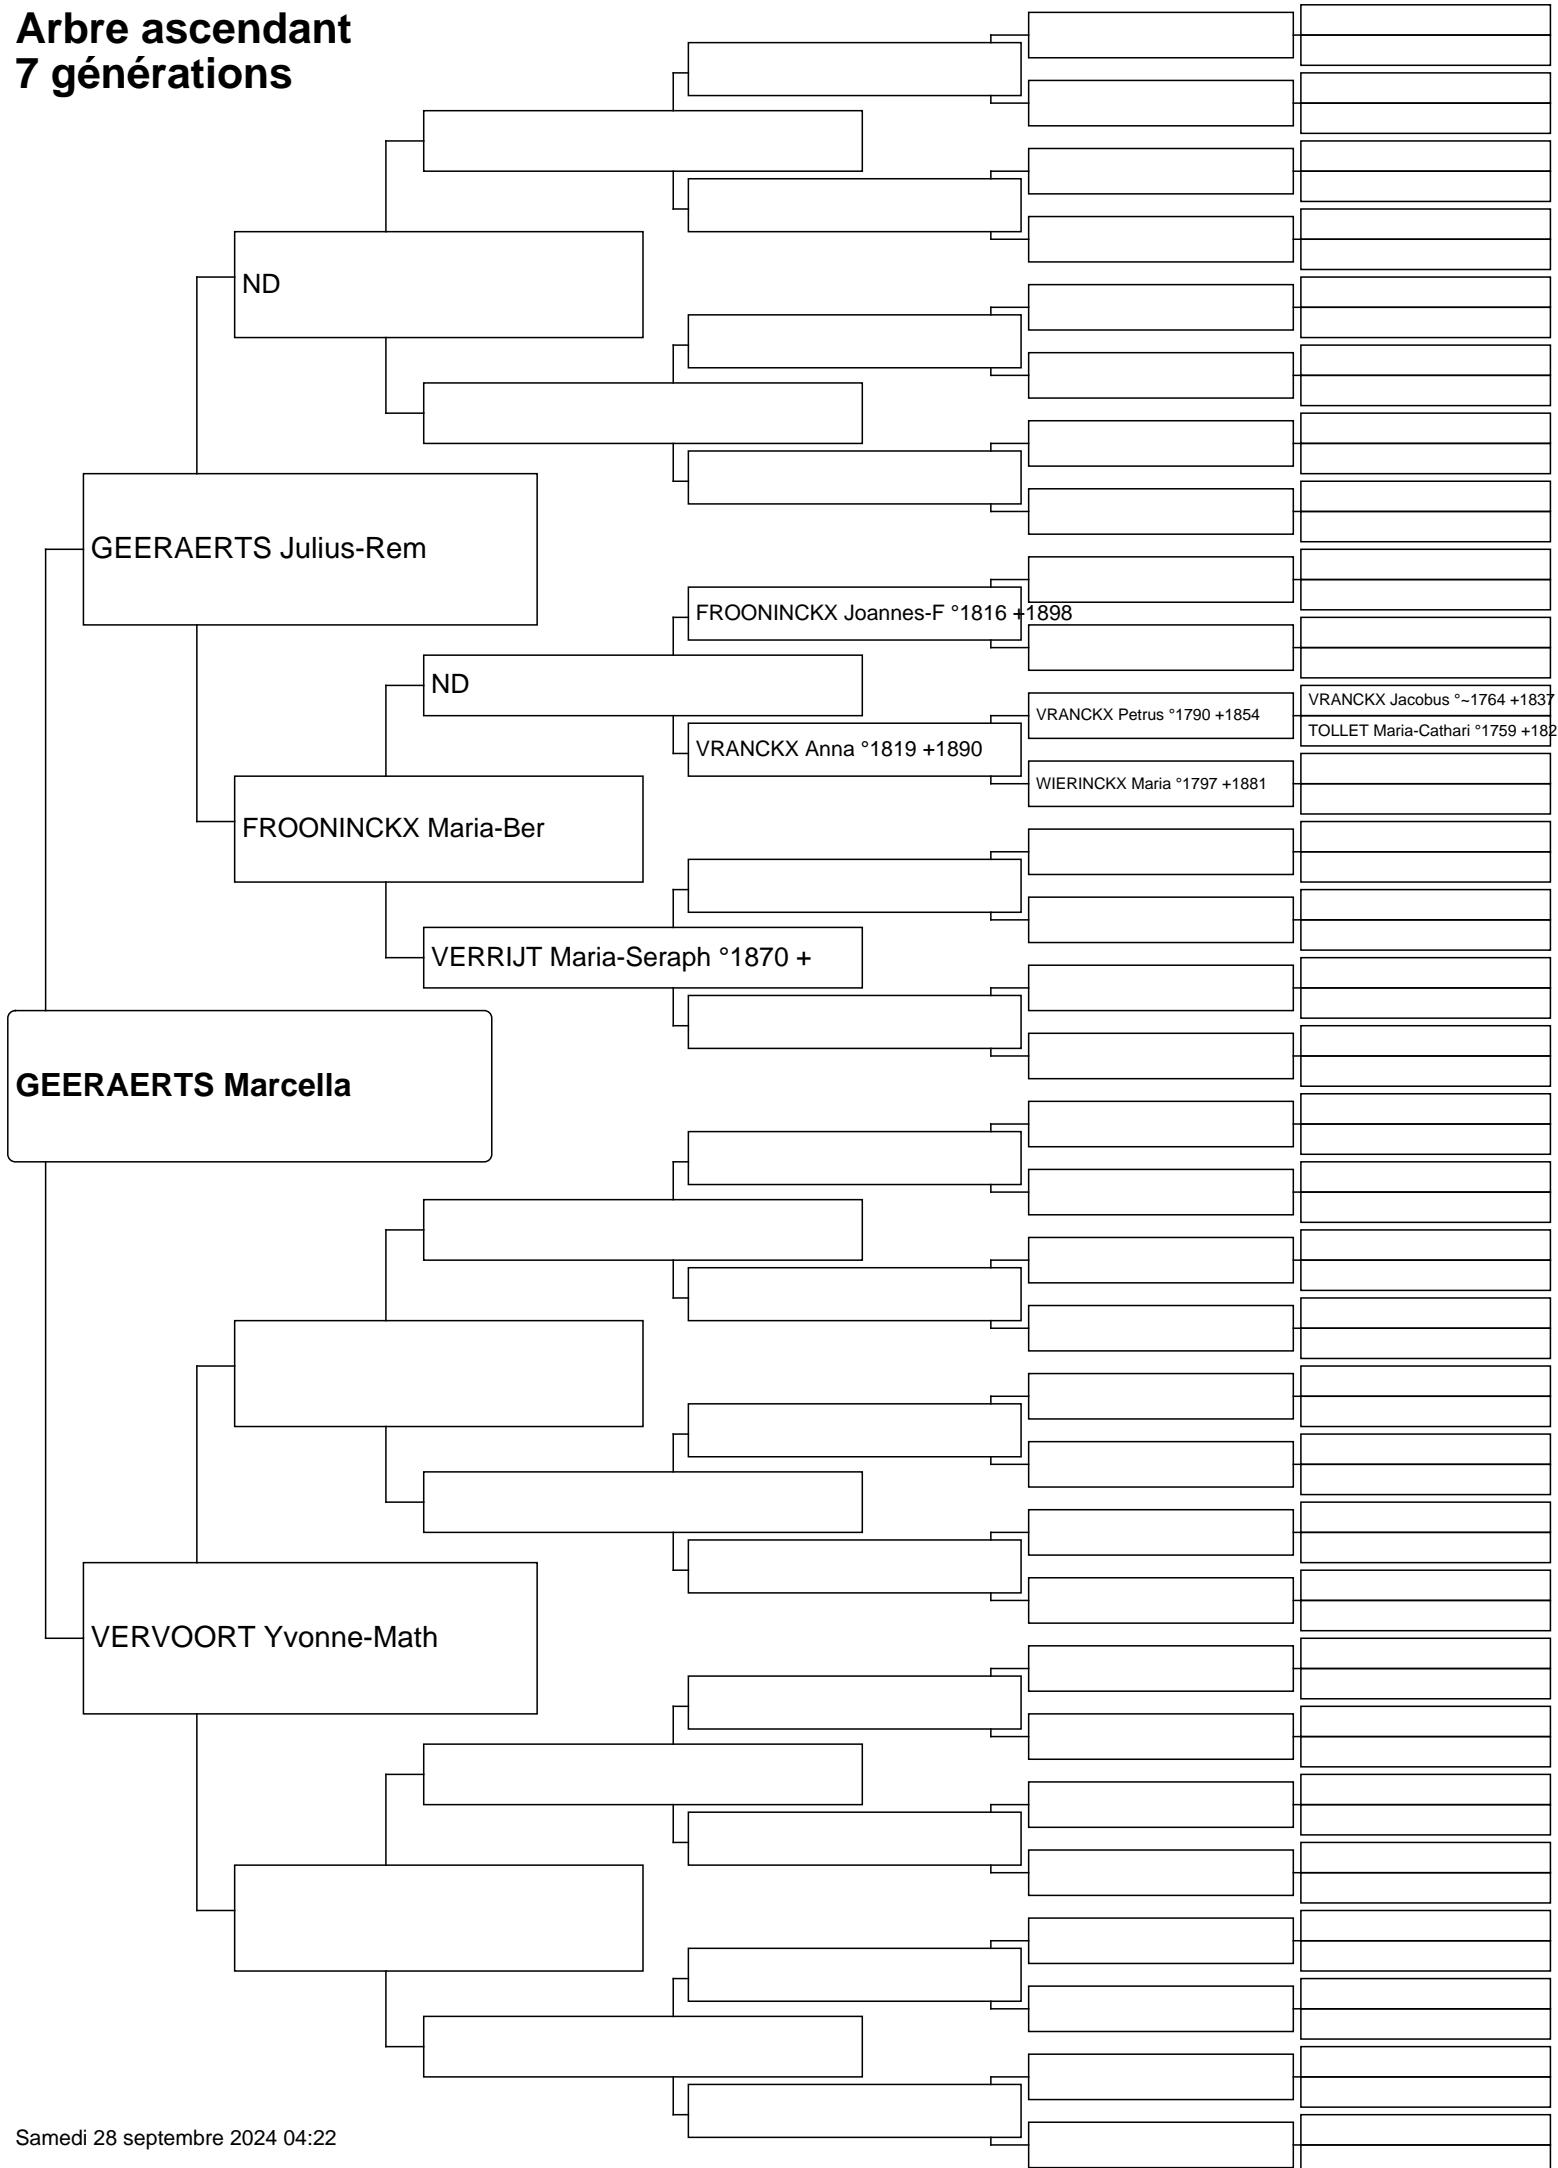 Arbre ascendant
7 générations
ND
GEERAERTS Julius-Rem
FROONINCKX Joannes-F °1816 +1898
ND
VRANCKX Jacobus °~1764 +1837
VRANCKX Petrus °1790 +1854
TOLLET Maria-Cathari °1759 +182
VRANCKX Anna °1819 +1890
WIERINCKX Maria °1797 +1881
FROONINCKX Maria-Ber
VERRIJT Maria-Seraph °1870 +
GEERAERTS Marcella
VERVOORT Yvonne-Math
Samedi 28 septembre 2024 04:22